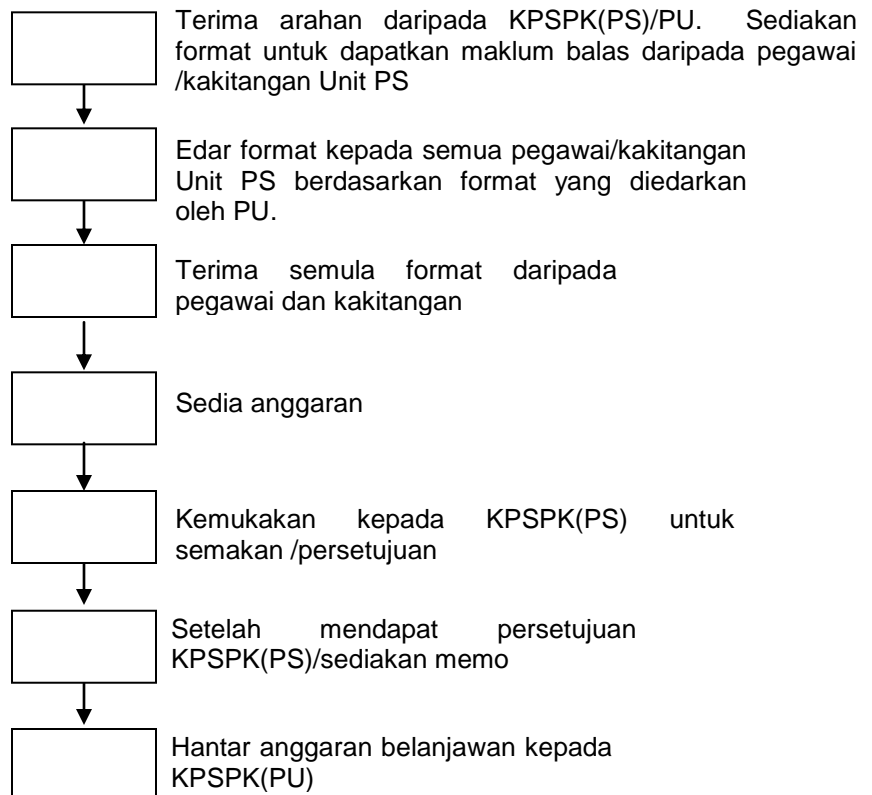 Terima arahan daripada KPSPK(PS)/PU. Sediakan
format untuk dapatkan maklum balas daripada pegawai
/kakitangan Unit PS
Edar format kepada semua pegawai/kakitangan
Unit PS berdasarkan format yang diedarkan
oleh PU.
Terima semula format daripada
pegawai dan kakitangan
Sedia anggaran
Kemukakan kepada KPSPK(PS) untuk
semakan /persetujuan
Setelah mendapat persetujuan
KPSPK(PS)/sediakan memo
Hantar anggaran belanjawan kepada
KPSPK(PU)